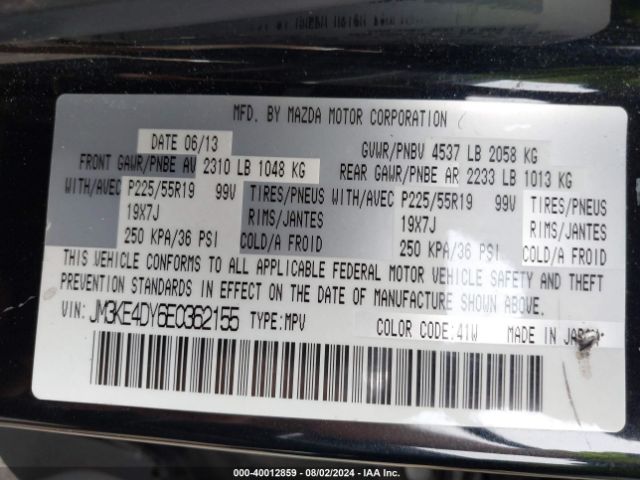 MFD. BY MAZDA MOTOR CORPORATION
DATE 06/13 GVWR/PNBV 4537 LB 2058 KG
FRONT GAWR/PNBE AV 2310 LB 1048 KG REAR GAWR/PNBE AR 2233 LB 1013 KG
WITH/AVEC P225/55R19 99V TIRES/PNEUS WITH/AVEC P225/55R19 99V TIRES/PNEUS
19X7J RIMS/JANTES 19X7J RIMS/JANTES
250 KPA/36 PSI COLD/A FROID 250 KPA/36 PSI COLD/A FROID
THIS VEHICLE CONFORMS TO ALL APPLICABLE FEDERAL MOTOR VEHICLE SAFETY AND THEFT
PREVENTION STANDARDS IN EFFECT ON THE DATE OF MANUFACTURE SHOWN ABOVE.
VIN: JM3KE4DY6E0362155 TYPE:MPV COLOR CODE:41W MADE IN JAPAN
000-40012859 - 08/02/2024 - IAA Inc.